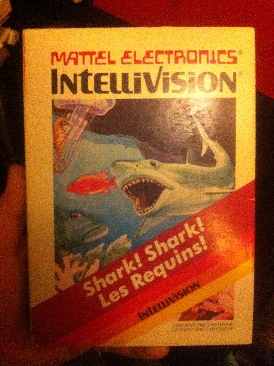 MATTEL ELECTRONICS®
INTELLIVISION®
Shark! Shark!
Les Requins!
INTELLIVISION